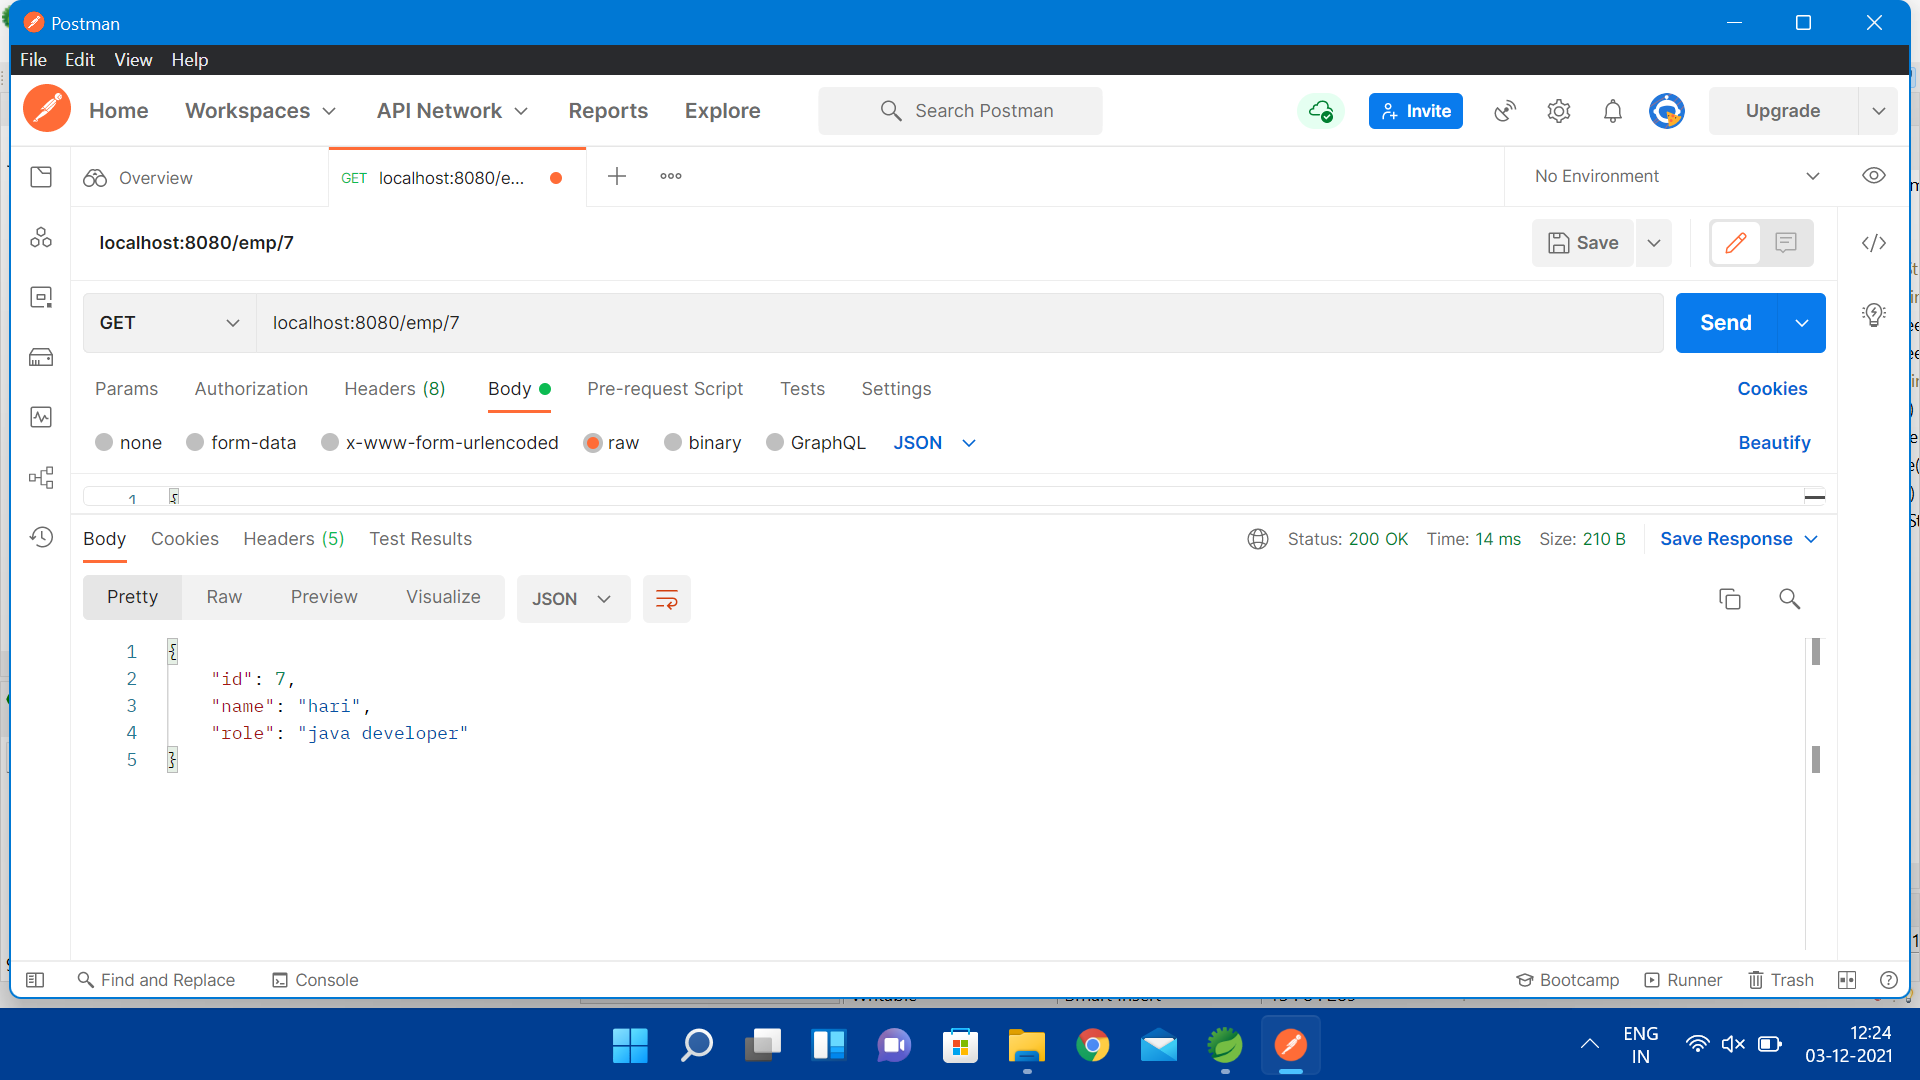 Postman
File Edit View Help
Home Workspaces API Network Reports Explore Search Postman Invite Upgrade
Overview GET localhost:8080/e... No Environment
localhost:8080/emp/7 Save
GET localhost:8080/emp/7 Send
Params Authorization Headers (8) Body Pre-request Script Tests Settings Cookies
none form-data x-www-form-urlencoded raw binary GraphQL JSON Beautify
1 {
Body Cookies Headers (5) Test Results Status: 200 OK Time: 14 ms Size: 210 B Save Response
Pretty Raw Preview Visualize JSON
1 {
2 "id": 7,
3 "name": "hari",
4 "role": "java developer"
5 }
Find and Replace Console Bootcamp Runner Trash
ENG 12:24
IN 03-12-2021